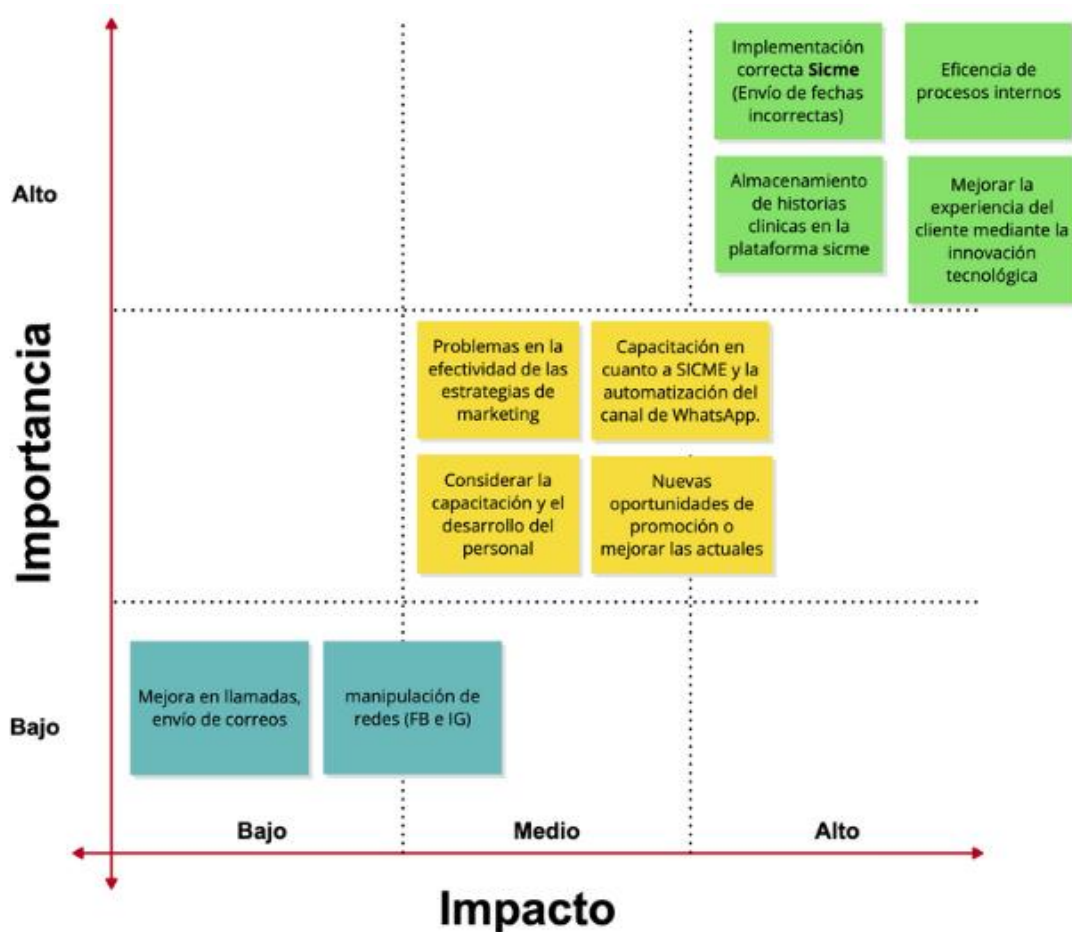 Implementación
correcta Sicme
(Envío de fechas
incorrectas)
Eficencia de
procesos internos
Alto
Almacenamiento
de historias
clinicas en la
plataforma sicme
Mejorar la
experiencia del
cliente mediante la
innovación
tecnológica
Importancia
Problemas en la
efectividad de las
estrategias de
marketing
Capacitación en
cuanto a SICME y la
automatización del
canal de WhatsApp.
Considerar la
capacitación y el
desarrollo del
personal
Nuevas
oportunidades de
promoción o
mejorar las actuales
Bajo
Mejora en llamadas,
envío de correos
manipulación de
redes (FB e IG)
Bajo
Medio
Alto
Impacto